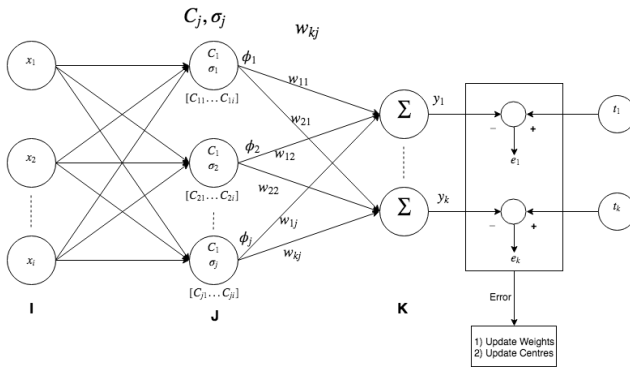 C_j, σ_j
w_kj
x_1
C_1
σ_1
ϕ_1
[C_11...C_1i]
w_11
w_21
Σ
y_1
−
+
t_1
e_1
x_2
C_1
σ_2
ϕ_2
[C_21...C_2i]
w_12
w_22
Σ
y_k
−
+
t_k
e_k
x_i
C_1
σ_j
ϕ_j
[C_j1...C_ji]
w_1j
w_kj
I
J
K
Error
1) Update Weights
2) Update Centres